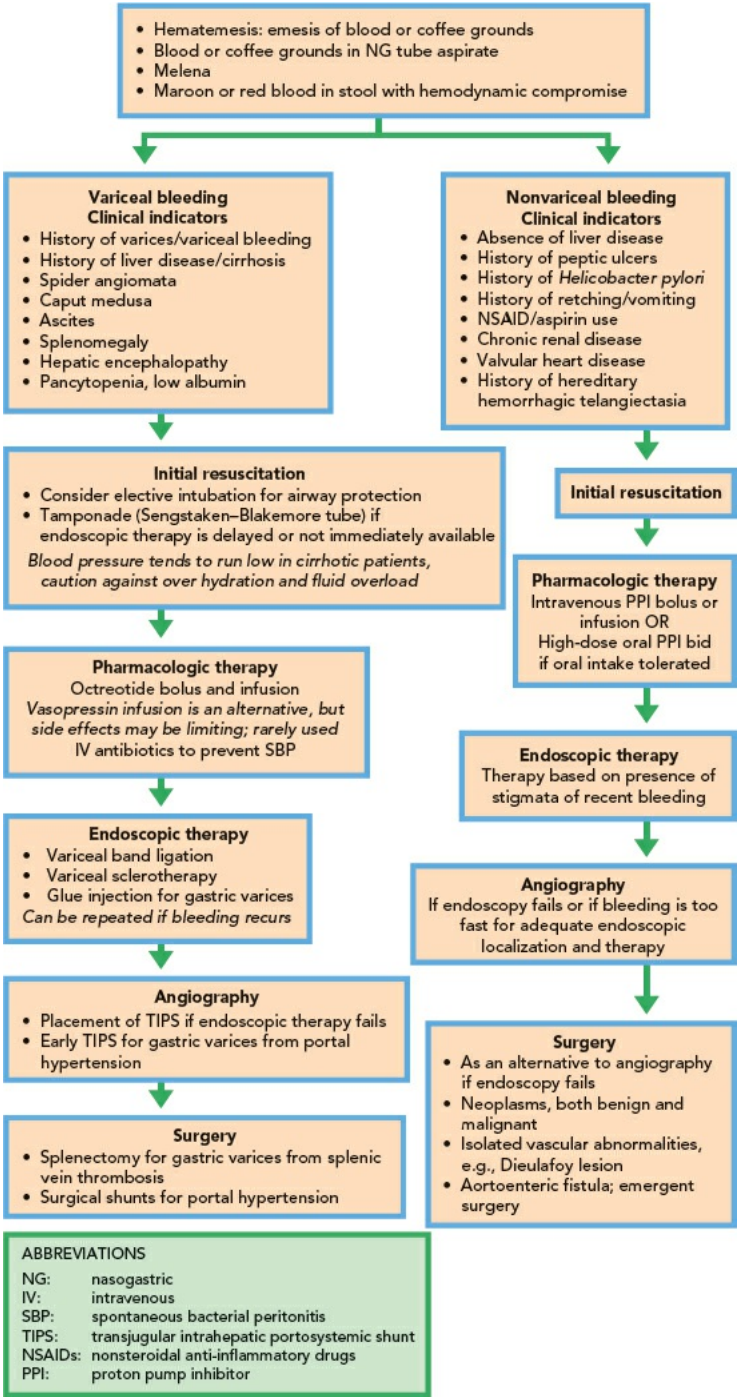 • Hematemesis: emesis of blood or coffee grounds
• Blood or coffee grounds in NG tube aspirate
• Melena
• Maroon or red blood in stool with hemodynamic compromise
Variceal bleeding
Clinical indicators
• History of varices/variceal bleeding
• History of liver disease/cirrhosis
• Spider angiomata
• Caput medusa
• Ascites
• Splenomegaly
• Hepatic encephalopathy
• Pancytopenia, low albumin
Initial resuscitation
• Consider elective intubation for airway protection
• Tamponade (Sengstaken–Blakemore tube) if
endoscopic therapy is delayed or not immediately available
Blood pressure tends to run low in cirrhotic patients,
caution against over hydration and fluid overload
Pharmacologic therapy
Octreotide bolus and infusion
Vasopressin infusion is an alternative, but
side effects may be limiting; rarely used
IV antibiotics to prevent SBP
Endoscopic therapy
• Variceal band ligation
• Variceal sclerotherapy
• Glue injection for gastric varices
Can be repeated if bleeding recurs
Angiography
• Placement of TIPS if endoscopic therapy fails
• Early TIPS for gastric varices from portal
hypertension
Surgery
• Splenectomy for gastric varices from splenic
vein thrombosis
• Surgical shunts for portal hypertension
Nonvariceal bleeding
Clinical indicators
• Absence of liver disease
• History of peptic ulcers
• History of Helicobacter pylori
• History of retching/vomiting
• NSAID/aspirin use
• Chronic renal disease
• Valvular heart disease
• History of hereditary
hemorrhagic telangiectasia
Initial resuscitation
Pharmacologic therapy
Intravenous PPI bolus or
infusion OR
High-dose oral PPI bid
if oral intake tolerated
Endoscopic therapy
Therapy based on presence of
stigmata of recent bleeding
Angiography
If endoscopy fails or if bleeding is too
fast for adequate endoscopic
localization and therapy
Surgery
• As an alternative to angiography
if endoscopy fails
• Neoplasms, both benign and
malignant
• Isolated vascular abnormalities,
e.g., Dieulafoy lesion
• Aortoenteric fistula; emergent
surgery
ABBREVIATIONS
NG: nasogastric
IV: intravenous
SBP: spontaneous bacterial peritonitis
TIPS: transjugular intrahepatic portosystemic shunt
NSAIDs: nonsteroidal anti-inflammatory drugs
PPI: proton pump inhibitor